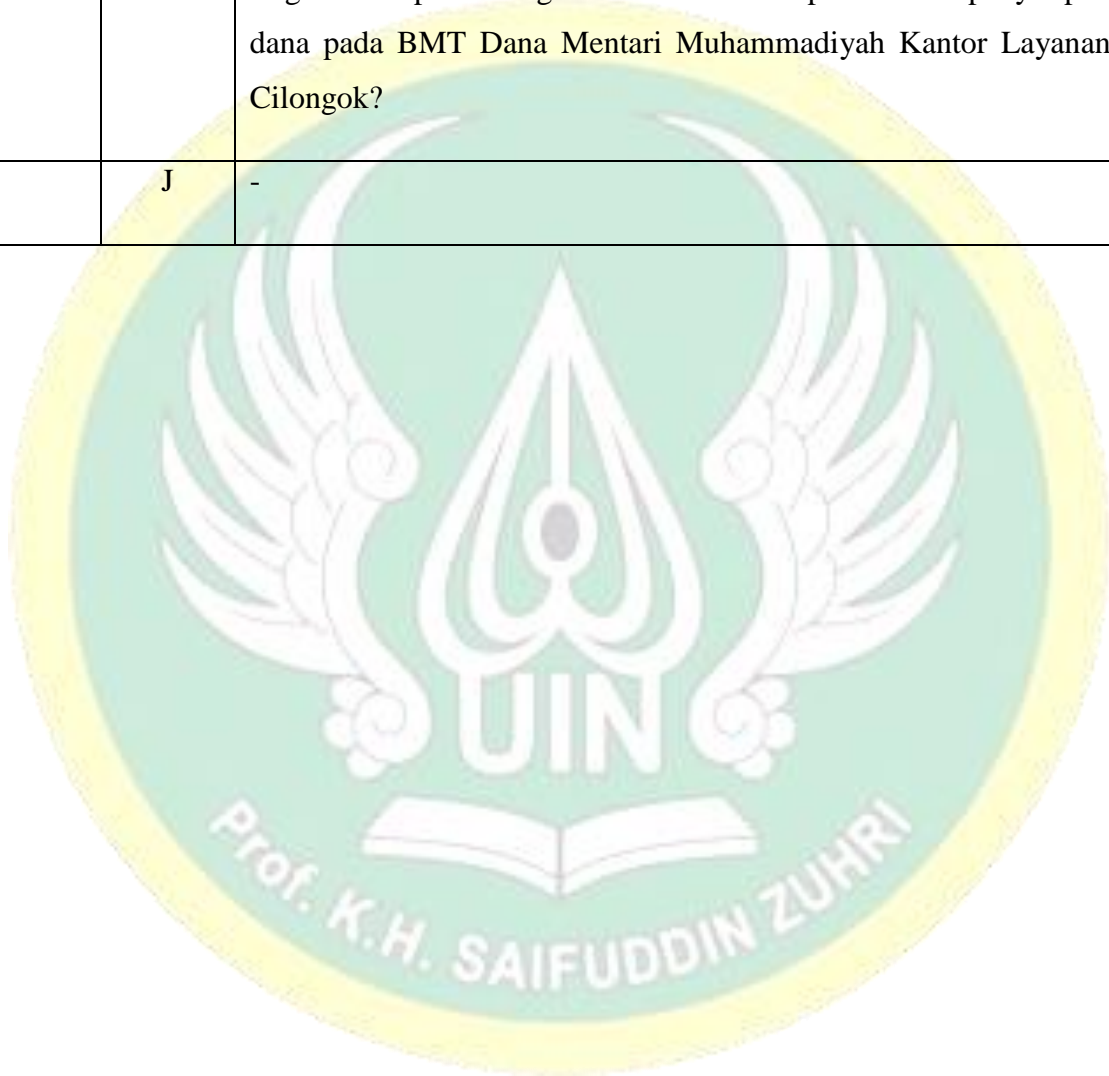 dana pada BMT Dana Mentari Muhammadiyah Kantor Layanan
Cilongok?
J -
UIN
Prof. K.H. SAIFUDDIN ZUHRI